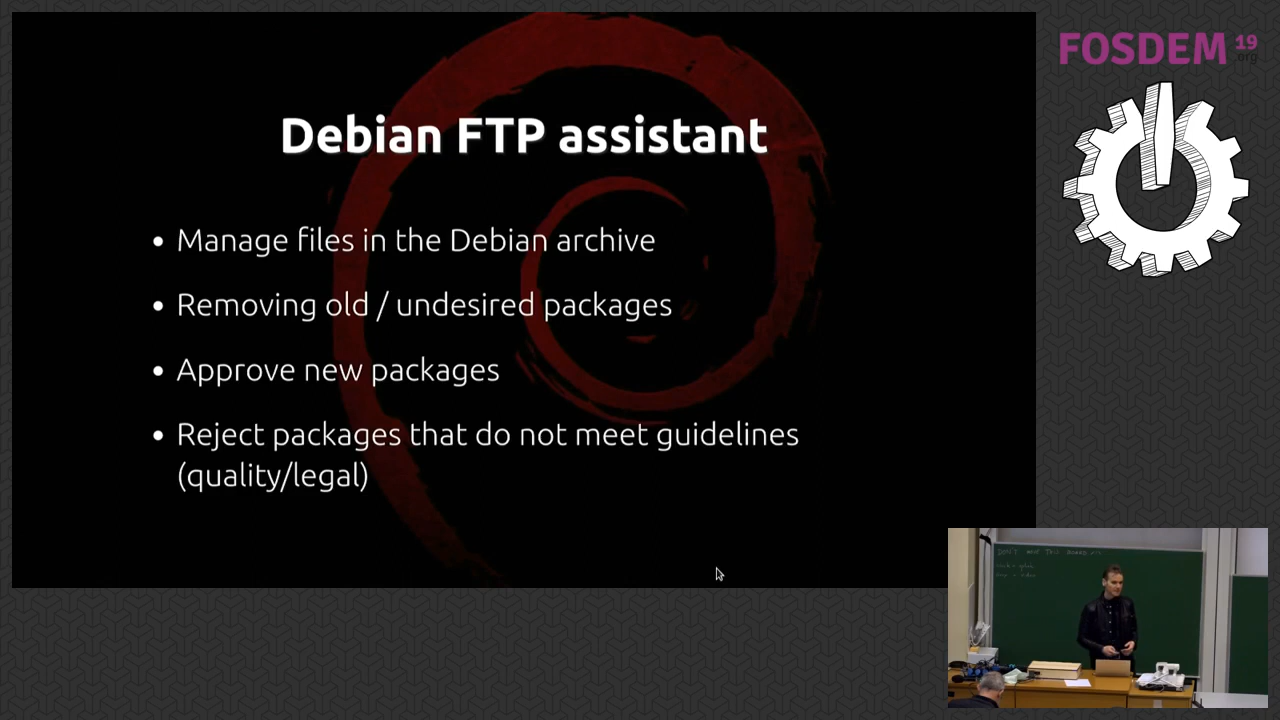 Debian FTP assistant
• Manage files in the Debian archive
• Removing old / undesired packages
• Approve new packages
• Reject packages that do not meet guidelines
(quality/legal)
FOSDEM 19
.org